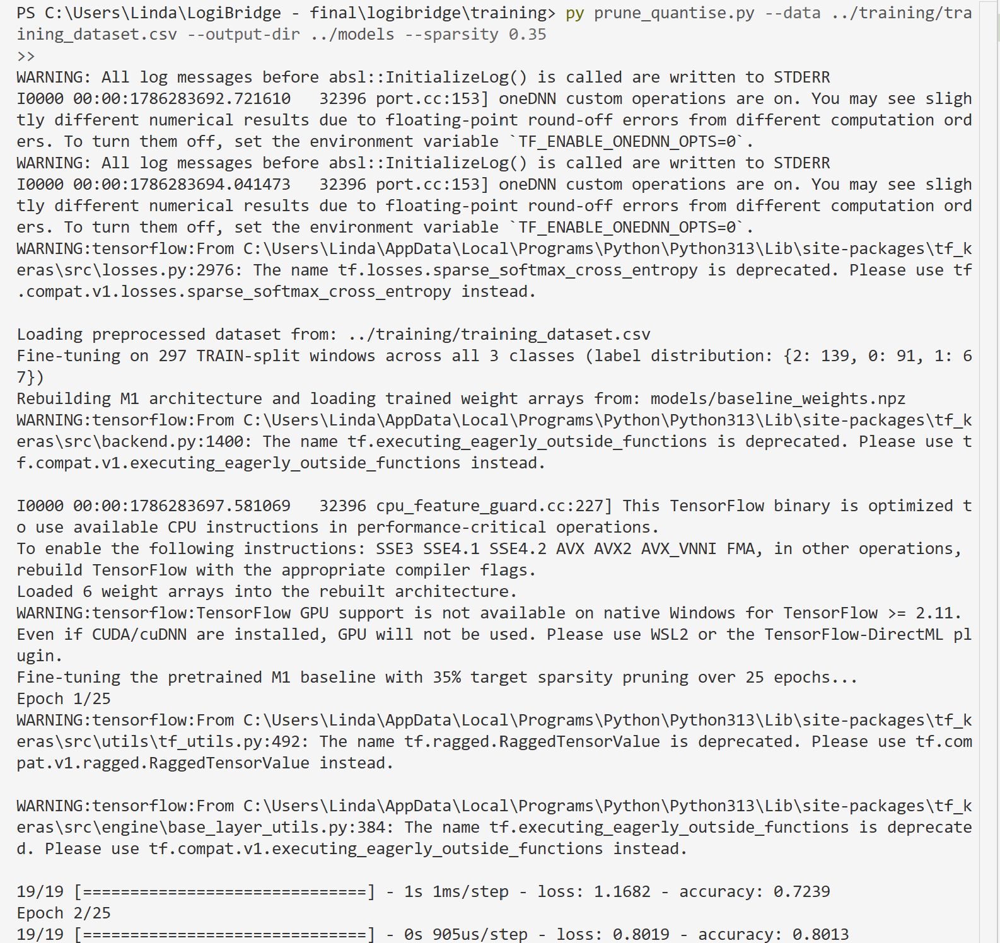 PS C:\Users\Linda\LogiBridge - final\logibridge\training> py prune_quantise.py --data ../training/tra
ining_dataset.csv --output-dir ../models --sparsity 0.35
>>
WARNING: All log messages before absl::InitializeLog() is called are written to STDERR
I0000 00:00:1786283692.721610   32396 port.cc:153] oneDNN custom operations are on. You may see sligh
tly different numerical results due to floating-point round-off errors from different computation ord
ers. To turn them off, set the environment variable `TF_ENABLE_ONEDNN_OPTS=0`.
WARNING: All log messages before absl::InitializeLog() is called are written to STDERR
I0000 00:00:1786283694.041473   32396 port.cc:153] oneDNN custom operations are on. You may see sligh
tly different numerical results due to floating-point round-off errors from different computation ord
ers. To turn them off, set the environment variable `TF_ENABLE_ONEDNN_OPTS=0`.
WARNING:tensorflow:From C:\Users\Linda\AppData\Local\Programs\Python\Python313\Lib\site-packages\tf_k
eras\src\losses.py:2976: The name tf.losses.sparse_softmax_cross_entropy is deprecated. Please use tf
.compat.v1.losses.sparse_softmax_cross_entropy instead.

Loading preprocessed dataset from: ../training/training_dataset.csv
Fine-tuning on 297 TRAIN-split windows across all 3 classes (label distribution: {2: 139, 0: 91, 1: 6
7})
Rebuilding M1 architecture and loading trained weight arrays from: models/baseline_weights.npz
WARNING:tensorflow:From C:\Users\Linda\AppData\Local\Programs\Python\Python313\Lib\site-packages\tf_k
eras\src\backend.py:1400: The name tf.executing_eagerly_outside_functions is deprecated. Please use t
f.compat.v1.executing_eagerly_outside_functions instead.

I0000 00:00:1786283697.581069   32396 cpu_feature_guard.cc:227] This TensorFlow binary is optimized t
o use available CPU instructions in performance-critical operations.
To enable the following instructions: SSE3 SSE4.1 SSE4.2 AVX AVX2 AVX_VNNI FMA, in other operations,
rebuild TensorFlow with the appropriate compiler flags.
Loaded 6 weight arrays into the rebuilt architecture.
WARNING:tensorflow:TensorFlow GPU support is not available on native Windows for TensorFlow >= 2.11.
Even if CUDA/cuDNN are installed, GPU will not be used. Please use WSL2 or the TensorFlow-DirectML pl
ugin.
Fine-tuning the pretrained M1 baseline with 35% target sparsity pruning over 25 epochs...
Epoch 1/25
WARNING:tensorflow:From C:\Users\Linda\AppData\Local\Programs\Python\Python313\Lib\site-packages\tf_k
eras\src\utils\tf_utils.py:492: The name tf.ragged.RaggedTensorValue is deprecated. Please use tf.com
pat.v1.ragged.RaggedTensorValue instead.

WARNING:tensorflow:From C:\Users\Linda\AppData\Local\Programs\Python\Python313\Lib\site-packages\tf_k
eras\src\engine\base_layer_utils.py:384: The name tf.executing_eagerly_outside_functions is deprecate
d. Please use tf.compat.v1.executing_eagerly_outside_functions instead.

19/19 [==============================] - 1s 1ms/step - loss: 1.1682 - accuracy: 0.7239
Epoch 2/25
19/19 [==============================] - 0s 905us/step - loss: 0.8019 - accuracy: 0.8013